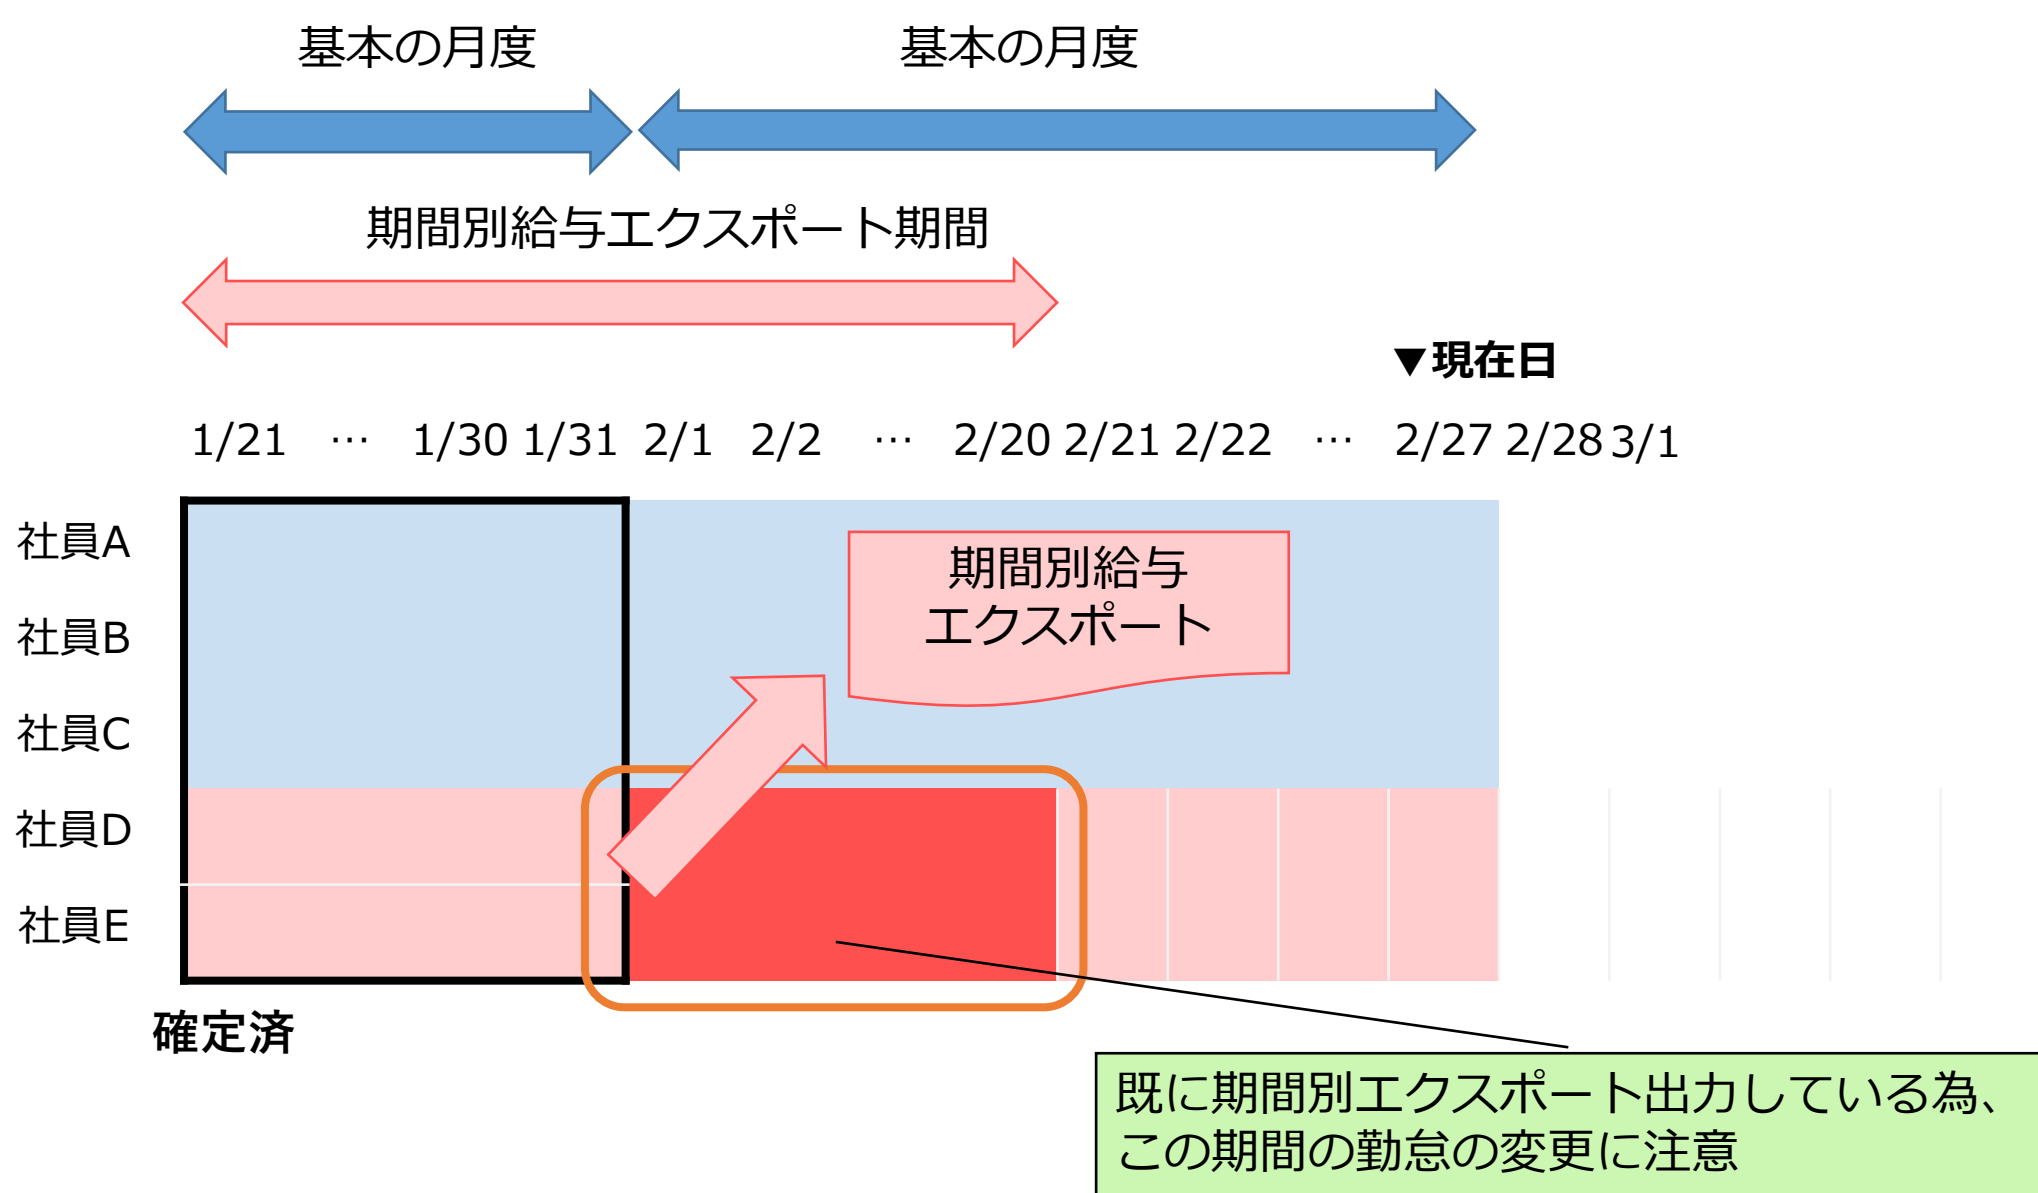 基本の月度 基本の月度
期間別給与エクスポート期間
▼現在日
1/21 … 1/30 1/31 2/1 2/2 … 2/20 2/21 2/22 … 2/27 2/28 3/1
社員A
期間別給与
エクスポート
社員B
社員C
社員D
社員E
確定済
既に期間別エクスポート出力している為、
この期間の勤怠の変更に注意